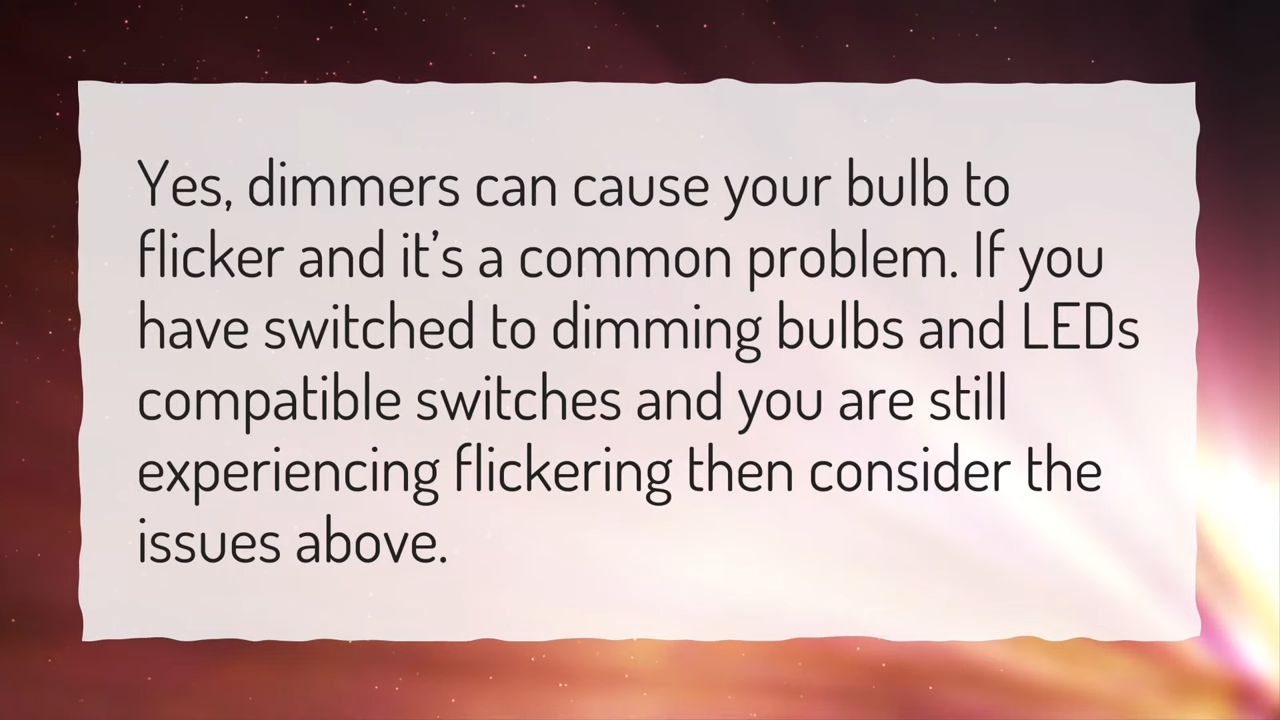 Yes, dimmers can cause your bulb to
flicker and it’s a common problem. If you
have switched to dimming bulbs and LEDs
compatible switches and you are still
experiencing flickering then consider the
issues above.